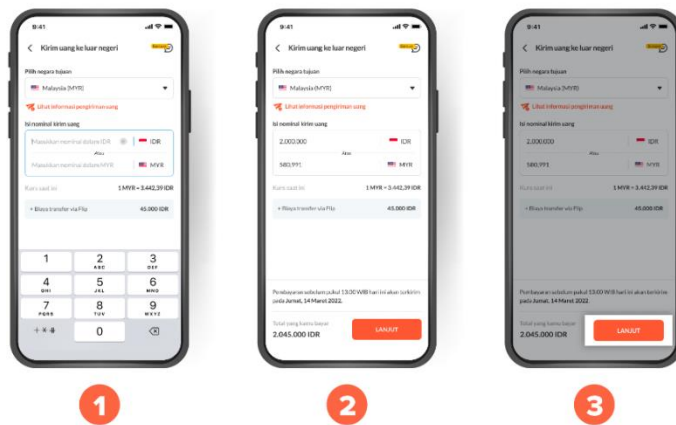 9:41
Kirim uang ke luar negeri
Pilih negara tujuan
Malaysia (MYR)
Lihat informasi pengiriman uang
Isi nominal kirim uang
Masukkan nominal dalam IDR
IDR
Atau
Masukkan nominal dalam MYR
MYR
Kurs saat ini
1 MYR = 3.442,39 IDR
+ Biaya transfer via Flip
45.000 IDR
1
2
ABC
3
DEF
4
GHI
5
JKL
6
MNO
7
PQRS
8
TUV
9
WXYZ
+ * #
0
1
9:41
Kirim uang ke luar negeri
Pilih negara tujuan
Malaysia (MYR)
Lihat informasi pengiriman uang
Isi nominal kirim uang
2.000.000
IDR
Atau
580,991
MYR
Kurs saat ini
1 MYR = 3.442,39 IDR
+ Biaya transfer via Flip
45.000 IDR
Pembayaran sebelum pukul 13.00 WIB hari ini akan terkirim
pada Jumat, 14 Maret 2022.
Total yang kamu bayar
2.045.000 IDR
LANJUT
2
9:41
Kirim uang ke luar negeri
Pilih negara tujuan
Malaysia (MYR)
Lihat informasi pengiriman uang
Isi nominal kirim uang
2.000.000
IDR
Atau
580,991
MYR
Kurs saat ini
1 MYR = 3.442,39 IDR
+ Biaya transfer via Flip
45.000 IDR
Pembayaran sebelum pukul 13.00 WIB hari ini akan terkirim
pada Jumat, 14 Maret 2022.
Total yang kamu bayar
2.045.000 IDR
LANJUT
3